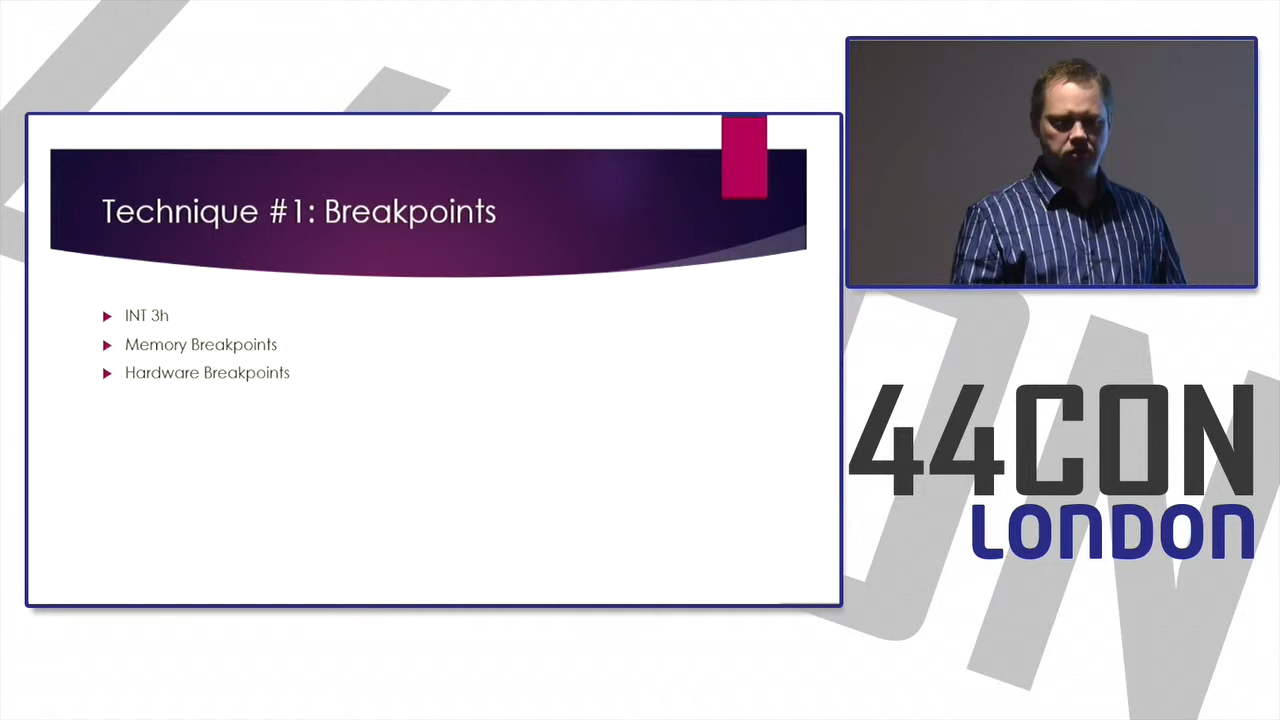 Technique #1: Breakpoints
INT 3h
Memory Breakpoints
Hardware Breakpoints
44CON
LONDON